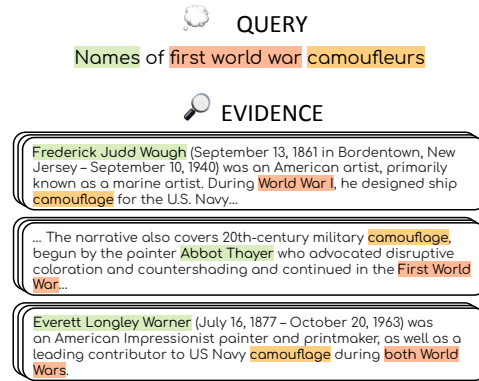 QUERY
Names of first world war camoufleurs
EVIDENCE
Frederick Judd Waugh (September 13, 1861 in Bordentown, New
Jersey – September 10, 1940) was an American artist, primarily
known as a marine artist. During World War I, he designed ship
camouflage for the U.S. Navy...
... The narrative also covers 20th-century military camouflage,
begun by the painter Abbot Thayer who advocated disruptive
coloration and countershading and continued in the First World
War...
Everett Longley Warner (July 16, 1877 – October 20, 1963) was
an American Impressionist painter and printmaker, as well as a
leading contributor to US Navy camouflage during both World
Wars.